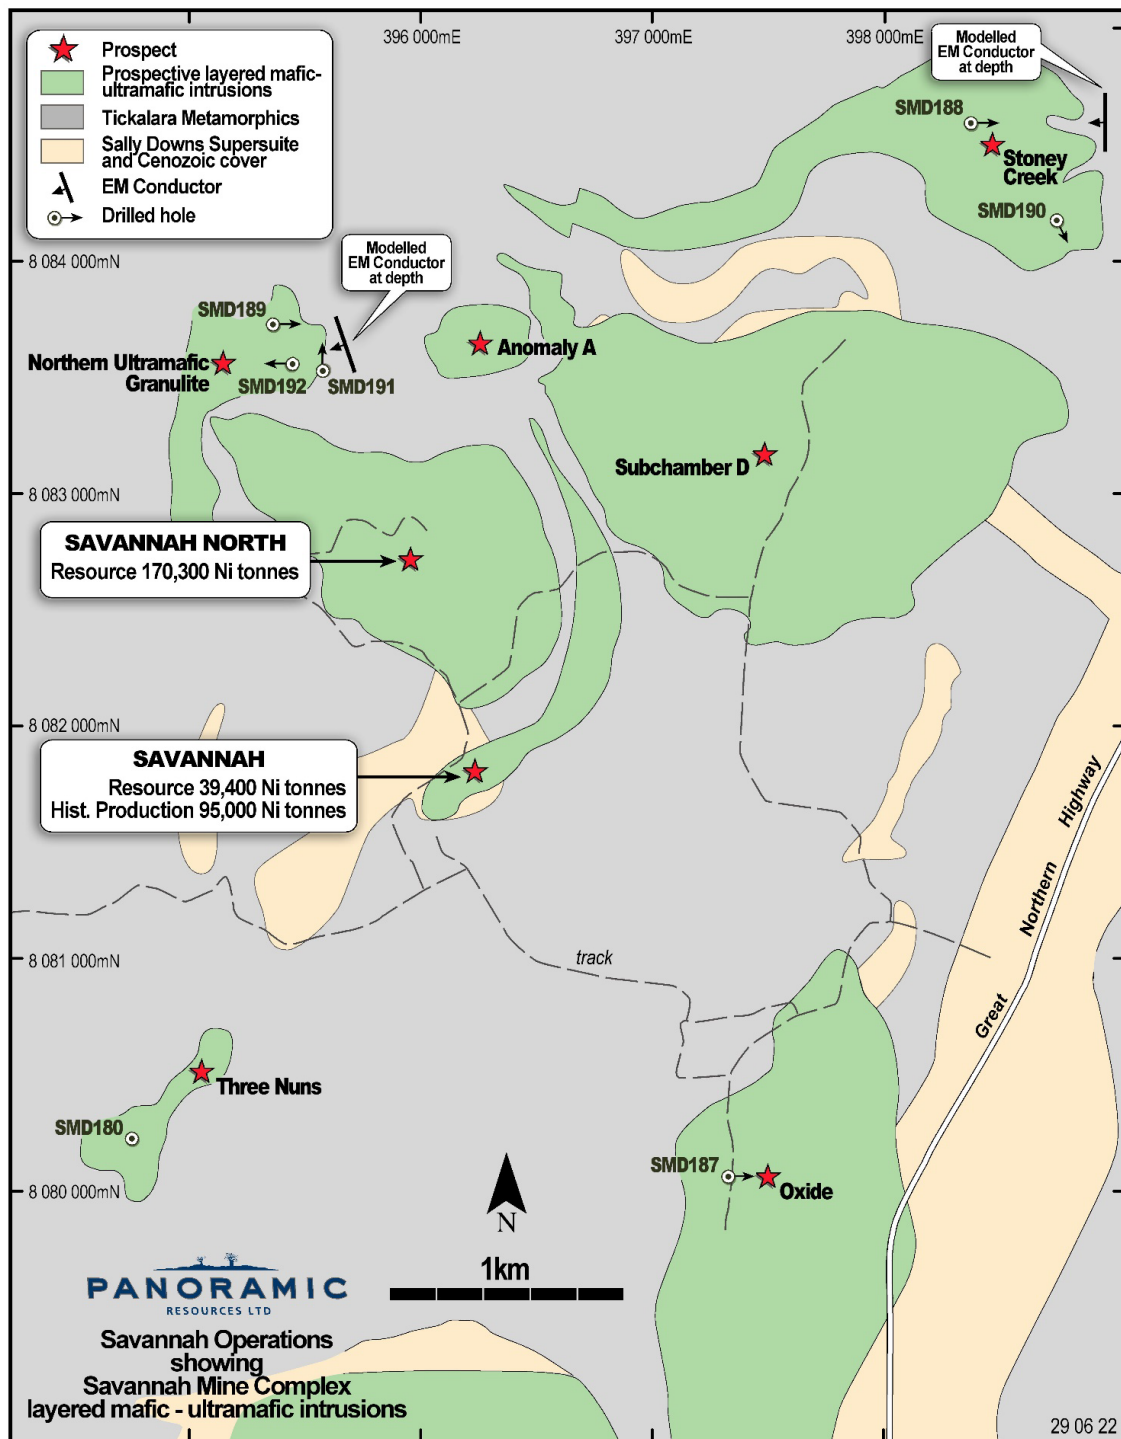 396 000mE
397 000mE
398 000mE
Prospect
Prospective layered mafic-
ultramafic intrusions
Tickalara Metamorphics
Sally Downs Supersuite
and Cenozoic cover
EM Conductor
Drilled hole
Modelled
EM Conductor
at depth
SMD188
Stoney
Creek
SMD190
8 084 000mN
Modelled
EM Conductor
at depth
SMD189
Northern Ultramafic
Granulite
SMD192
SMD191
Anomaly A
Subchamber D
8 083 000mN
SAVANNAH NORTH
Resource 170,300 Ni tonnes
8 082 000mN
SAVANNAH
Resource 39,400 Ni tonnes
Hist. Production 95,000 Ni tonnes
Great Northern Highway
8 081 000mN
track
Three Nuns
SMD180
SMD187
Oxide
8 080 000mN
N
1km
PANORAMIC
RESOURCES LTD
Savannah Operations
showing
Savannah Mine Complex
layered mafic - ultramafic intrusions
29 06 22